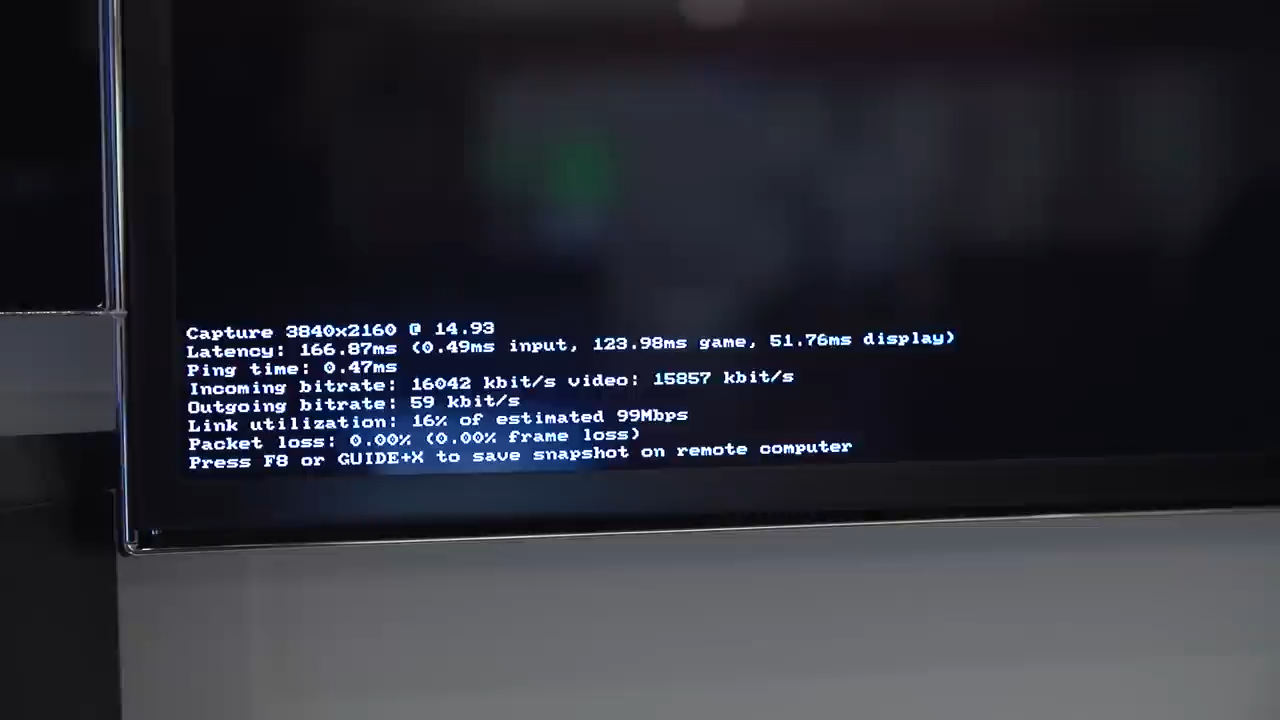 Capture 3840x2160 @ 14.93
Latency: 166.87ms (0.49ms input, 123.98ms game, 51.76ms display)
Ping time: 0.47ms
Incoming bitrate: 16042 kbit/s video: 15857 kbit/s
Outgoing bitrate: 59 kbit/s
Link utilization: 16% of estimated 99Mbps
Packet loss: 0.00% (0.00% frame loss)
Press F8 or GUIDE+X to save snapshot on remote computer